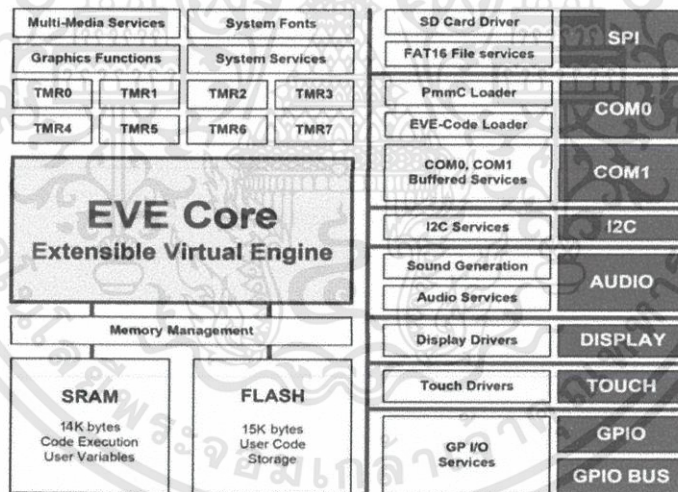 Multi-Media Services
System Fonts
Graphics Functions
System Services
TMR0
TMR1
TMR2
TMR3
TMR4
TMR5
TMR6
TMR7
EVE Core
Extensible Virtual Engine
Memory Management
SRAM
14K bytes
Code Execution
User Variables
FLASH
15K bytes
User Code
Storage
SD Card Driver
FAT16 File services
SPI
PmmC Loader
EVE-Code Loader
COM0
COM0, COM1
Buffered Services
COM1
I2C Services
I2C
Sound Generation
Audio Services
AUDIO
Display Drivers
DISPLAY
Touch Drivers
TOUCH
GP I/O
Services
GPIO
GPIO BUS